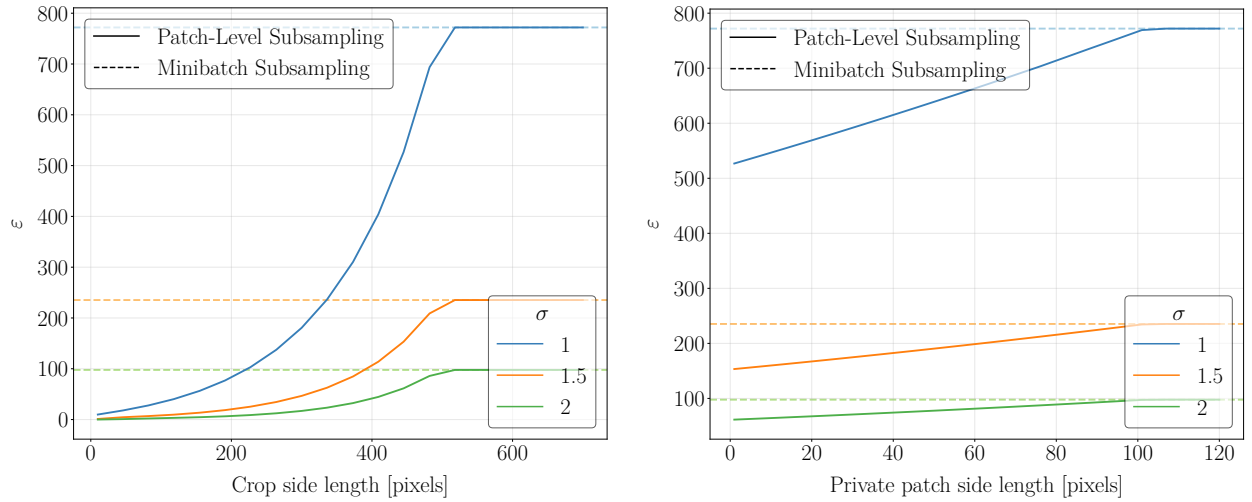 800
700
600
500
400
300
200
100
0
ε
Patch-Level Subsampling
Minibatch Subsampling
σ
1
1.5
2
0 200 400 600
Crop side length [pixels]
800
700
600
500
400
300
200
100
ε
Patch-Level Subsampling
Minibatch Subsampling
σ
1
1.5
2
0 20 40 60 80 100 120
Private patch side length [pixels]